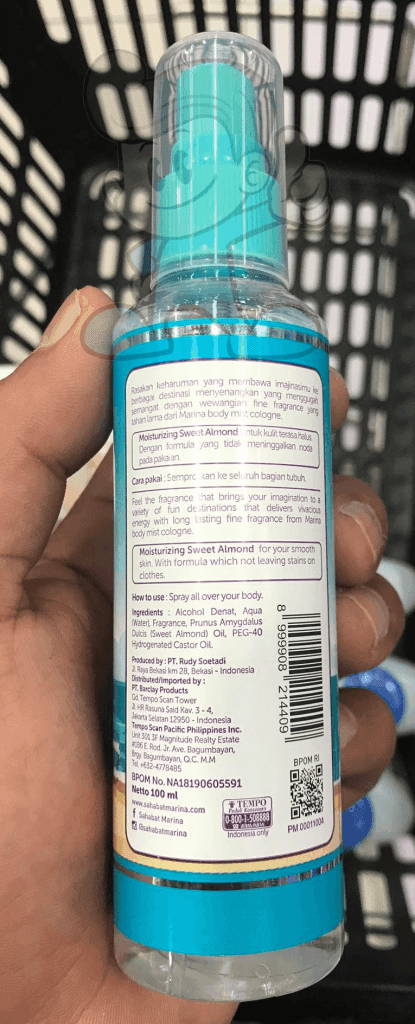 Rasakan keharuman yang membawa imajinasimu ke
berbagai destinasi menyenangkan yang menggugah
semangat dengan wewangian fine fragrance yang
tahan lama dari Marina body mist cologne.
Moisturizing Sweet Almond untuk kulit terasa halus.
Dengan formula yang tidak meninggalkan noda
pada pakaian.
Cara pakai : Semprotkan ke seluruh bagian tubuh.
Feel the fragrance that brings your imagination to a
variety of fun destinations that delivers vivacious
energy with long lasting fine fragrance from Marina
body mist cologne.
Moisturizing Sweet Almond for your smooth
skin. With formula which not leaving stains on
clothes.
How to use : Spray all over your body.
Ingredients : Alcohol Denat, Aqua
(Water), Fragrance, Prunus Amygdalus
Dulcis (Sweet Almond) Oil, PEG-40
Hydrogenated Castor Oil.
Produced by : PT. Rudy Soetadi
Jl. Raya Bekasi km 28, Bekasi - Indonesia
Distributed/Imported by :
PT. Barclay Products
Gd. Tempo Scan Tower
Jl. HR Rasuna Said Kav. 3 - 4,
Jakarta Selatan 12950 - Indonesia
Tempo Scan Pacific Philippines Inc.
Unit 301 3F Magnitude Realty Estate
#186 E. Rod. Jr. Ave. Bagumbayan,
Brgy. Bagumbayan, Q.C. M.M
Tel. +612-4778485
BPOM No. NA18190605591
Netto 100 ml
www.sahabatmarina.com
Sahabat Marina
@sahabatmarina
TEMPO
Peduli Konsumen
0-800-1-508888
Indonesia only
8 999908 214409
BPOM RI
PM 00011004